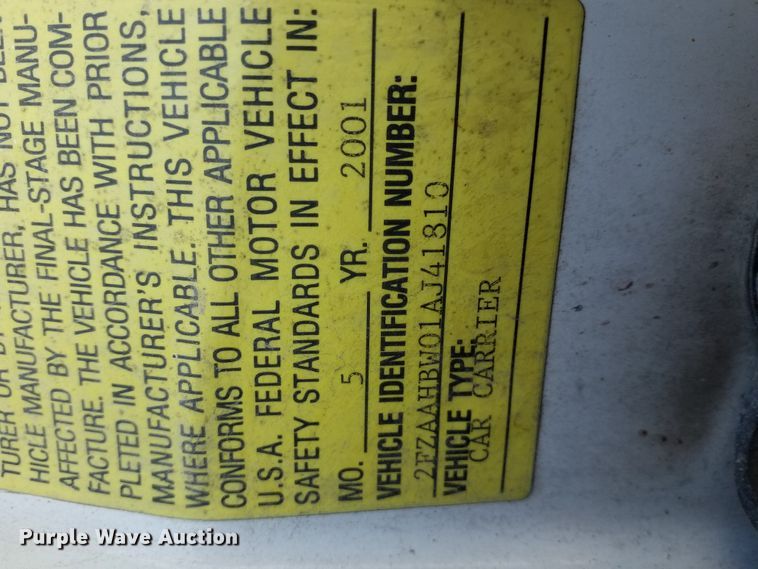 TURER OR
HICLE MANUFACTURER, HAS NOT BEEN
AFFECTED BY THE FINAL-STAGE MANU-
FACTURE. THE VEHICLE HAS BEEN COM-
PLETED IN ACCORDANCE WITH PRIOR
MANUFACTURER'S INSTRUCTIONS,
WHERE APPLICABLE. THIS VEHICLE
CONFORMS TO ALL OTHER APPLICABLE
U.S.A. FEDERAL MOTOR VEHICLE
SAFETY STANDARDS IN EFFECT IN:
MO. 5 YR. 2001
VEHICLE IDENTIFICATION NUMBER:
2FZAAHBW01AJ41810
VEHICLE TYPE:
CAR CARRIER
Purple Wave Auction